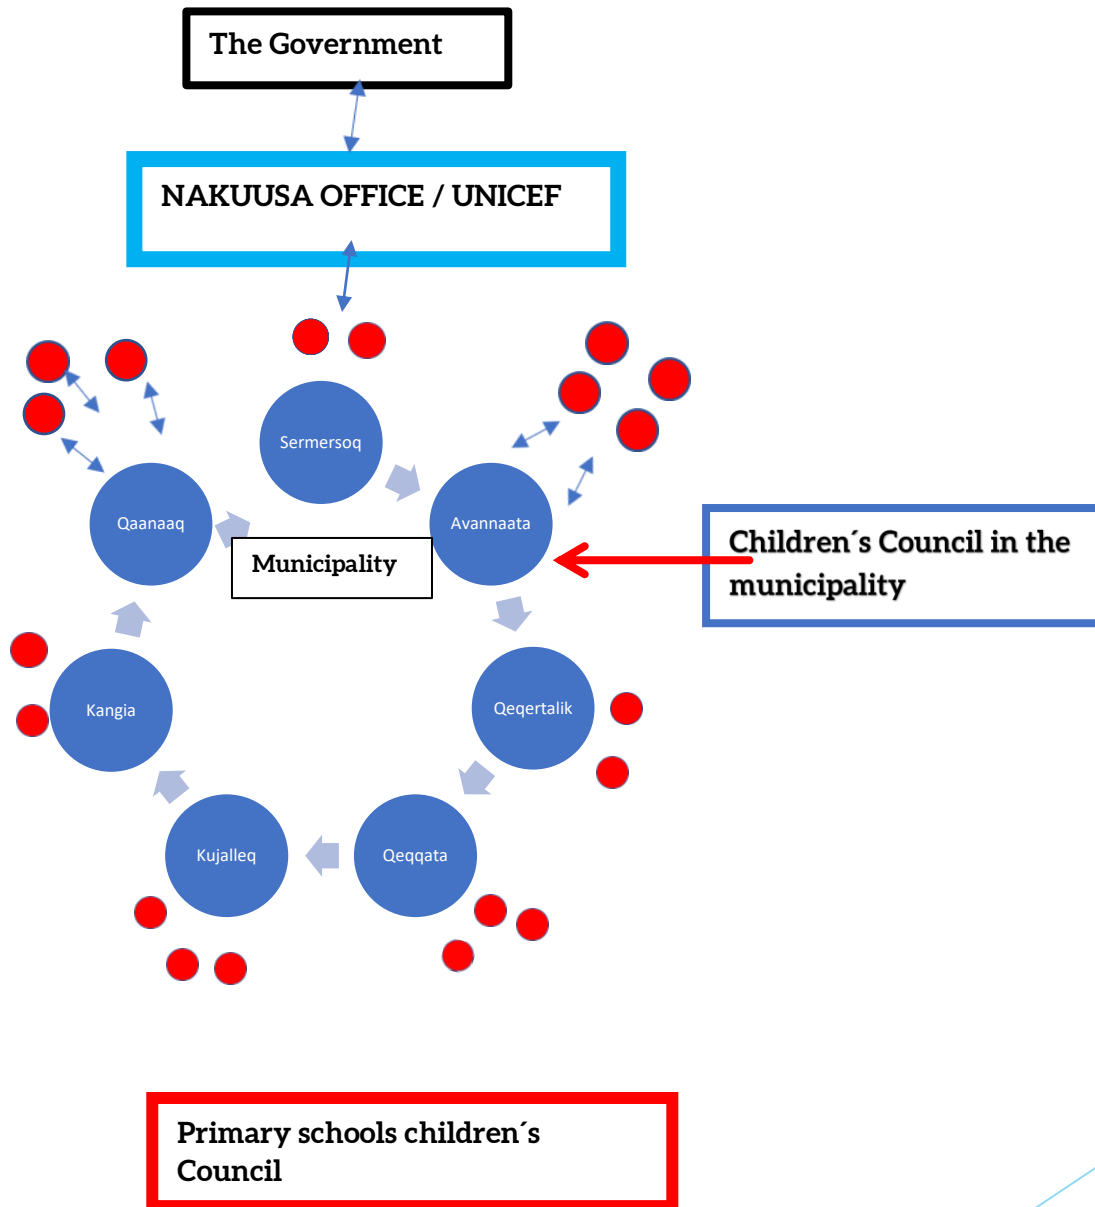 The Government
NAKUUSA OFFICE / UNICEF
Sermersoq
Qaanaaq
Avannaata
Municipality
Children´s Council in the
municipality
Kangia
Qeqertalik
Kujalleq
Qeqqata
Primary schools children´s
Council